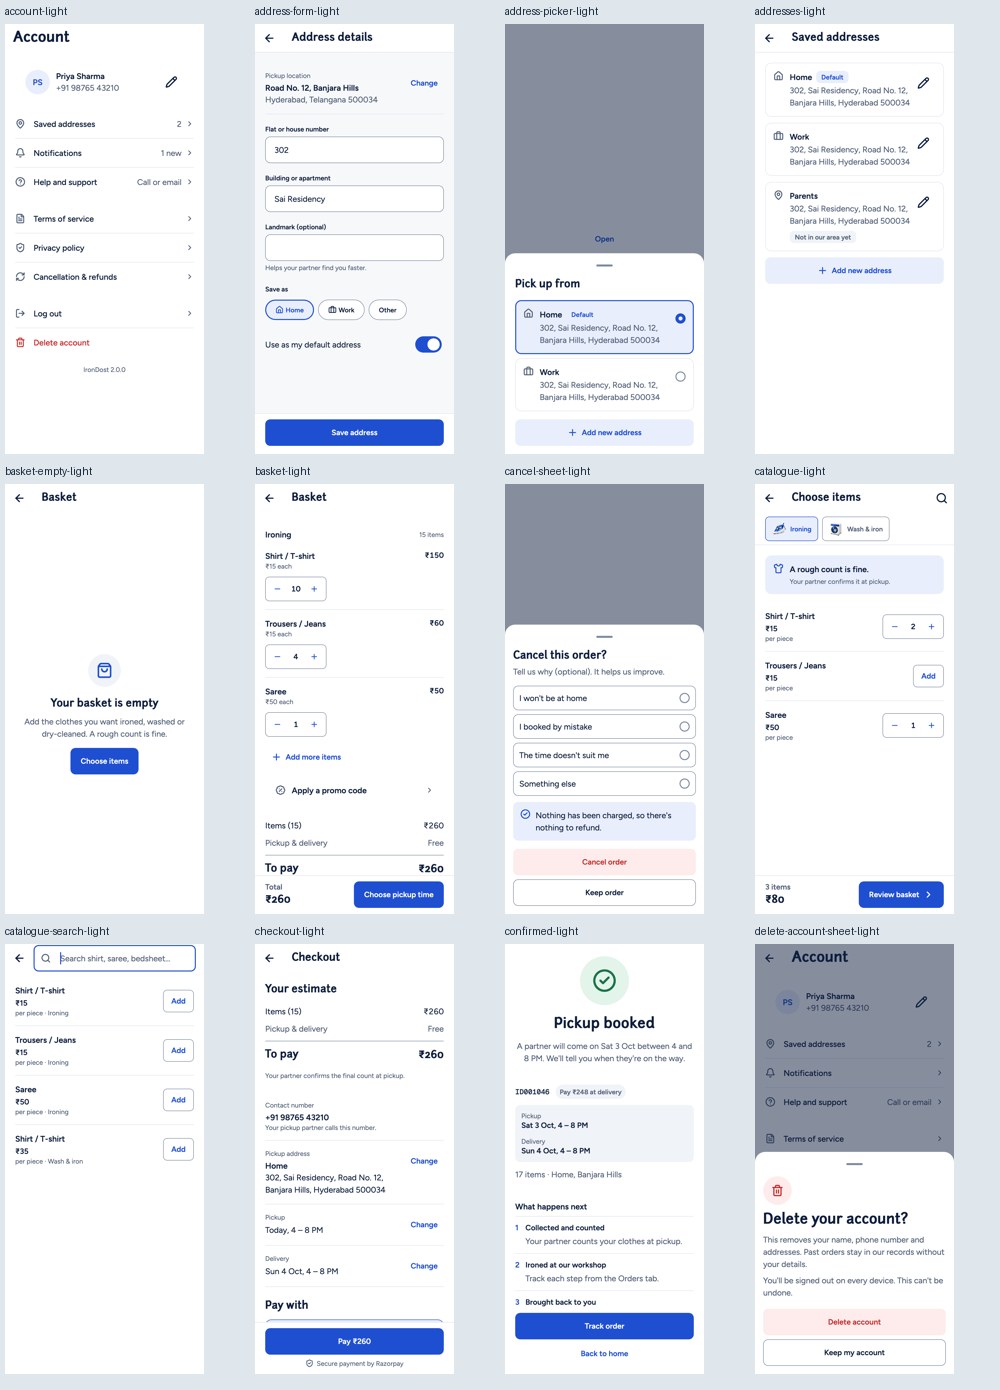 account-light
Account
PS
Priya Sharma
+91 98765 43210
Saved addresses
2
Notifications
1 new
Help and support
Call or email
Terms of service
Privacy policy
Cancellation & refunds
Log out
Delete account
IronDost 2.0.0
address-form-light
Address details
Pickup location
Road No. 12, Banjara Hills
Hyderabad, Telangana 500034
Change
Flat or house number
302
Building or apartment
Sai Residency
Landmark (optional)
Helps your partner find you faster.
Save as
Home
Work
Other
Use as my default address
Save address
address-picker-light
Open
Pick up from
Home
Default
302, Sai Residency, Road No. 12,
Banjara Hills, Hyderabad 500034
Work
302, Sai Residency, Road No. 12,
Banjara Hills, Hyderabad 500034
+ Add new address
addresses-light
Saved addresses
Home
Default
302, Sai Residency, Road No. 12,
Banjara Hills, Hyderabad 500034
Work
302, Sai Residency, Road No. 12,
Banjara Hills, Hyderabad 500034
Parents
302, Sai Residency, Road No. 12,
Banjara Hills, Hyderabad 500034
Not in our area yet
+ Add new address
basket-empty-light
Basket
Your basket is empty
Add the clothes you want ironed, washed or
dry-cleaned. A rough count is fine.
Choose items
basket-light
Basket
Ironing
15 items
Shirt / T-shirt
₹150
₹15 each
− 10 +
Trousers / Jeans
₹60
₹15 each
− 4 +
Saree
₹50
₹50 each
− 1 +
+ Add more items
Apply a promo code
Items (15)
₹260
Pickup & delivery
Free
To pay
₹260
Total
₹260
Choose pickup time
cancel-sheet-light
Cancel this order?
Tell us why (optional). It helps us improve.
I won't be at home
I booked by mistake
The time doesn't suit me
Something else
Nothing has been charged, so there's
nothing to refund.
Cancel order
Keep order
catalogue-light
Choose items
Ironing
Wash & iron
A rough count is fine.
Your partner confirms it at pickup.
Shirt / T-shirt
₹15
per piece
− 2 +
Trousers / Jeans
₹15
per piece
Add
Saree
₹50
per piece
− 1 +
3 items
₹80
Review basket
catalogue-search-light
Search shirt, saree, bedsheet...
Shirt / T-shirt
₹15
per piece · Ironing
Add
Trousers / Jeans
₹15
per piece · Ironing
Add
Saree
₹50
per piece · Ironing
Add
Shirt / T-shirt
₹35
per piece · Wash & iron
Add
checkout-light
Checkout
Your estimate
Items (15)
₹260
Pickup & delivery
Free
To pay
₹260
Your partner confirms the final count at pickup.
Contact number
+91 98765 43210
Your pickup partner calls this number.
Pickup address
Home
302, Sai Residency, Road No. 12,
Banjara Hills, Hyderabad 500034
Change
Pickup
Today, 4 – 8 PM
Change
Delivery
Sun 4 Oct, 4 – 8 PM
Change
Pay with
Pay ₹260
Secure payment by Razorpay
confirmed-light
Pickup booked
A partner will come on Sat 3 Oct between 4 and
8 PM. We'll tell you when they're on the way.
ID001046
Pay ₹248 at delivery
Pickup
Sat 3 Oct, 4 – 8 PM
Delivery
Sun 4 Oct, 4 – 8 PM
17 items · Home, Banjara Hills
What happens next
1 Collected and counted
Your partner counts your clothes at pickup.
2 Ironed at our workshop
Track each step from the Orders tab.
3 Brought back to you
Track order
Back to home
delete-account-sheet-light
Account
PS
Priya Sharma
+91 98765 43210
Saved addresses
2
Notifications
Help and support
Call or email
Terms of service
Delete your account?
This removes your name, phone number and
addresses. Past orders stay in our records without
your details.
You'll be signed out on every device. This can't be
undone.
Delete account
Keep my account